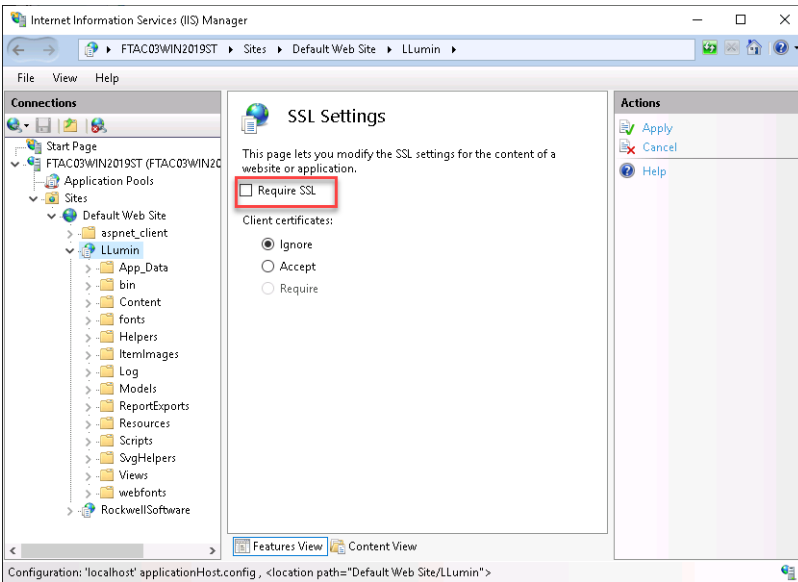 Internet Information Services (IIS) Manager
FTAC03WIN2019ST Sites Default Web Site LLumin
File View Help
Connections
Start Page
FTAC03WIN2019ST (FTAC03WIN20
Application Pools
Sites
Default Web Site
aspnet_client
LLumin
App_Data
bin
Content
fonts
Helpers
ItemImages
Log
Models
ReportExports
Resources
Scripts
SvgHelpers
Views
webfonts
RockwellSoftware
SSL Settings
This page lets you modify the SSL settings for the content of a
website or application.
Require SSL
Client certificates:
Ignore
Accept
Require
Features View Content View
Actions
Apply
Cancel
Help
Configuration: 'localhost' applicationHost.config , <location path="Default Web Site/LLumin">